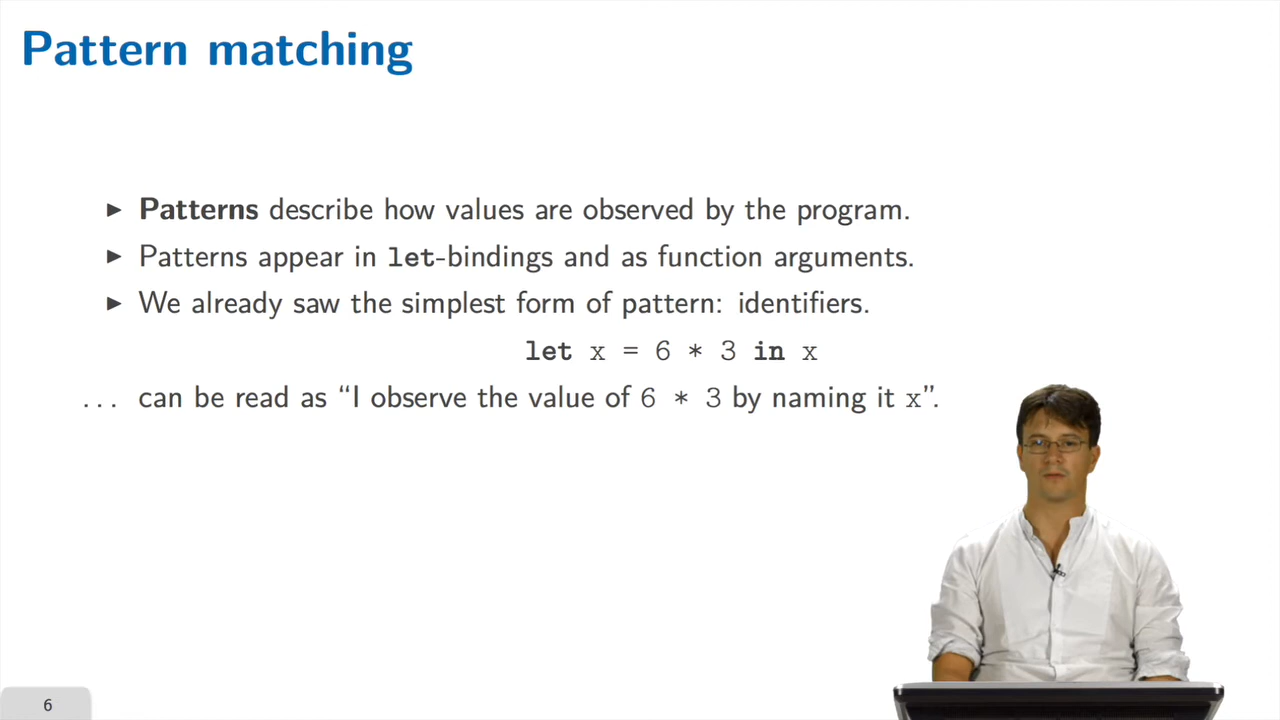 Pattern matching
▶ Patterns describe how values are observed by the program.
▶ Patterns appear in let-bindings and as function arguments.
▶ We already saw the simplest form of pattern: identifiers.
let x = 6 * 3 in x
... can be read as “I observe the value of 6 * 3 by naming it x”.
6